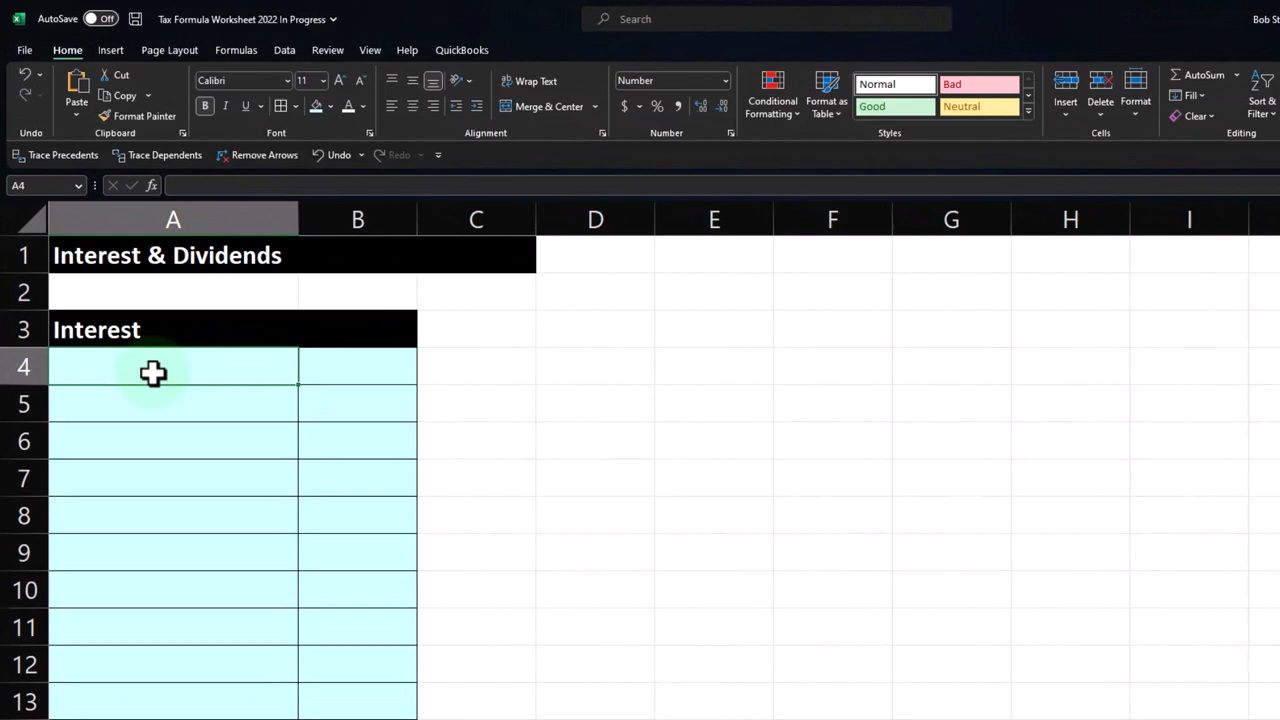 AutoSave Off Tax Formula Worksheet 2022 In Progress Search Bob St
File Home Insert Page Layout Formulas Data Review View Help QuickBooks
Cut Calibri 11 Wrap Text Number Normal Bad Insert Delete Format AutoSum
Paste Copy Merge & Center Conditional Formatting Format as Table Good Neutral Fill Sort & Filter
Format Painter Clear
Undo Clipboard Font Alignment Number Styles Cells Editing
Trace Precedents Trace Dependents Remove Arrows Undo Redo
A4 fx
A B C D E F G H I
1 Interest & Dividends
2
3 Interest
4
5
6
7
8
9
10
11
12
13